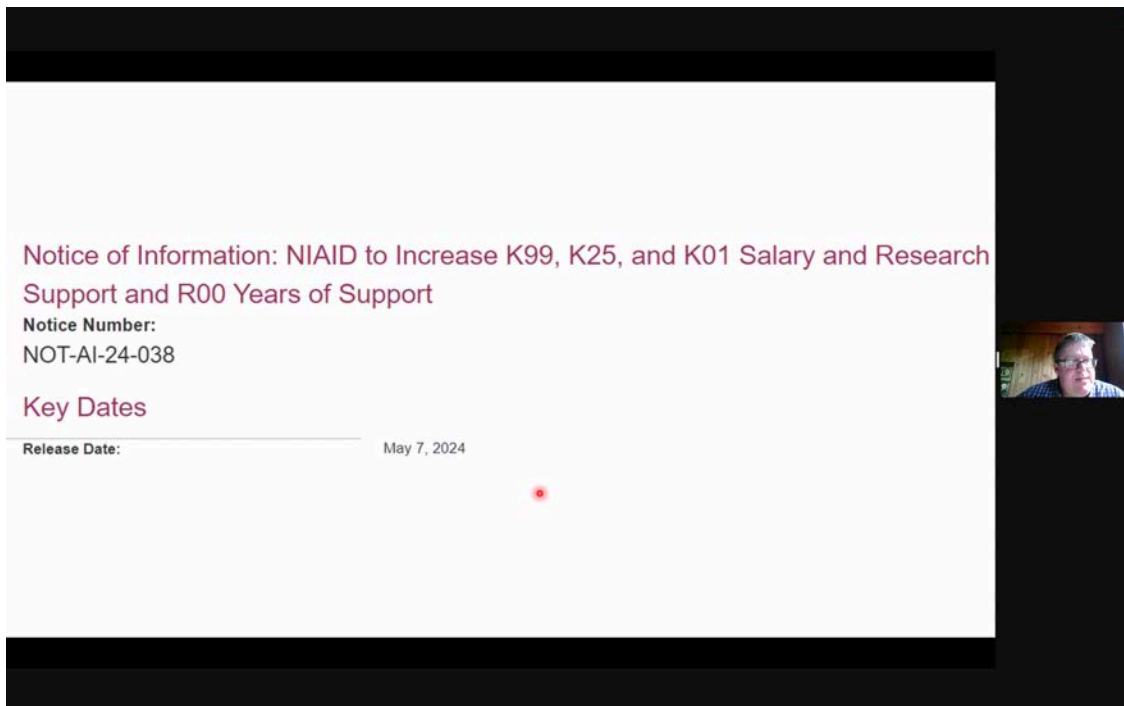 Notice of Information: NIAID to Increase K99, K25, and K01 Salary and Research
Support and R00 Years of Support
Notice Number:
NOT-AI-24-038
Key Dates
Release Date: May 7, 2024